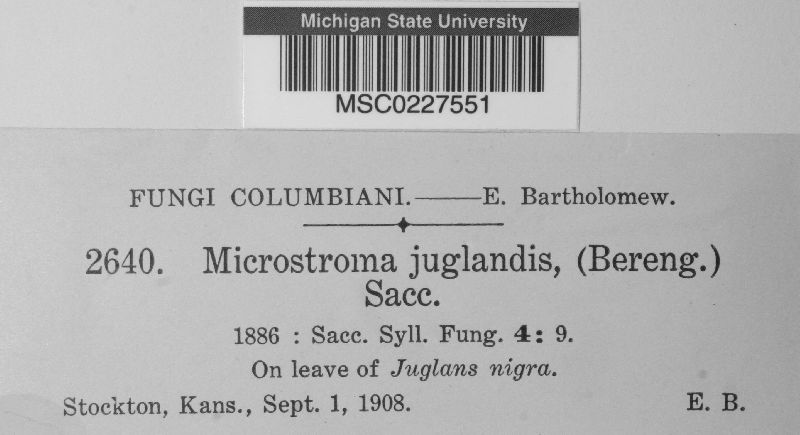 Michigan State University
MSC0227551
FUNGI COLUMBIANI.——E. Bartholomew.
2640. Microstroma juglandis, (Bereng.)
Sacc.
1886 : Sacc. Syll. Fung. 4: 9.
On leave of Juglans nigra.
Stockton, Kans., Sept. 1, 1908. E. B.